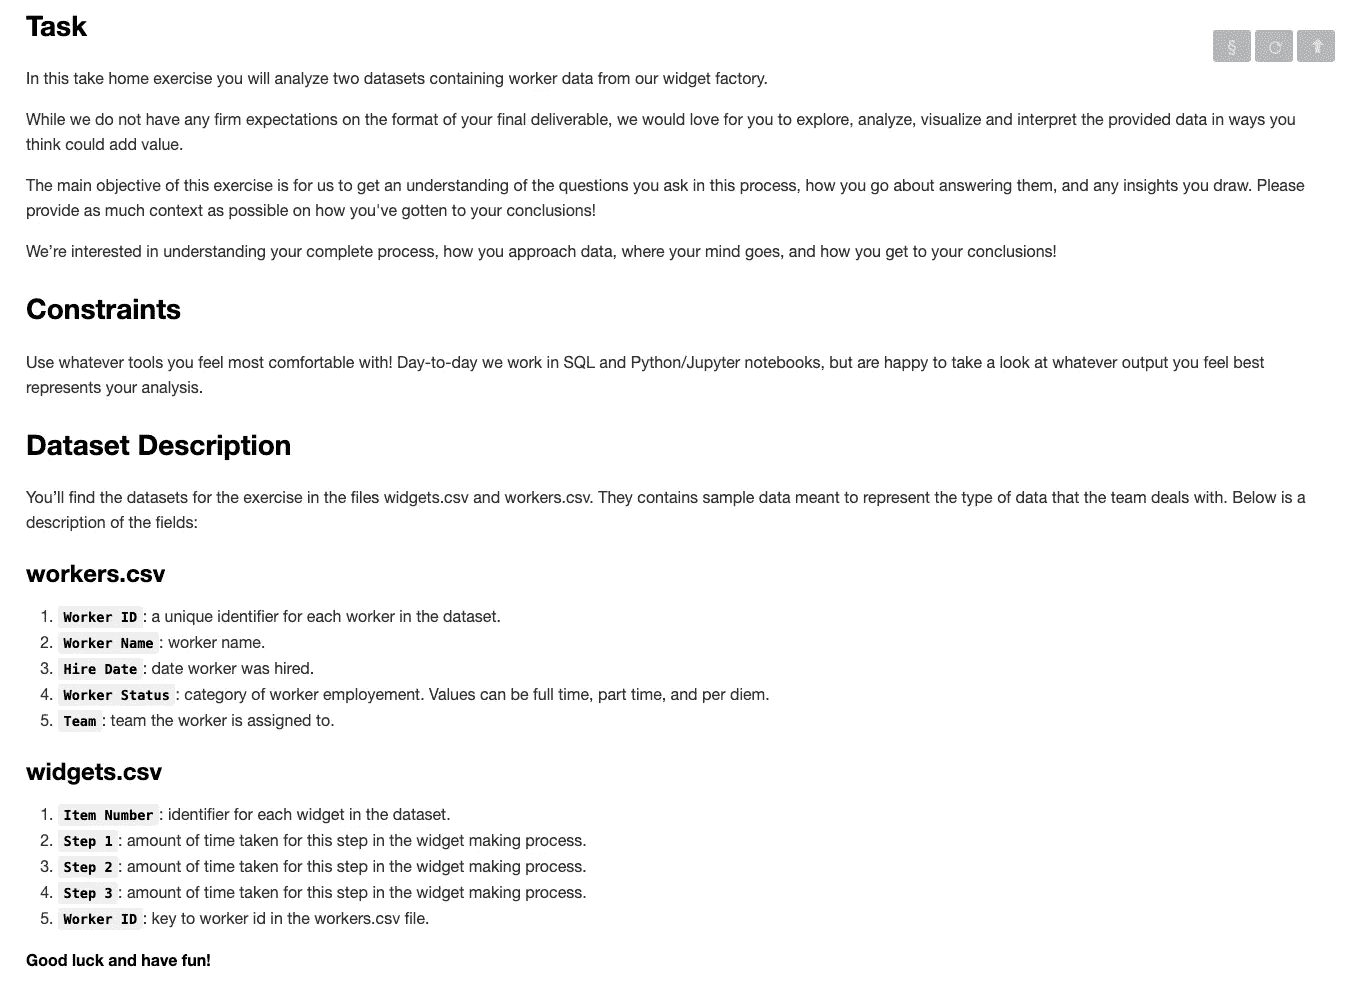 Task
§
In this take home exercise you will analyze two datasets containing worker data from our widget factory.
While we do not have any firm expectations on the format of your final deliverable, we would love for you to explore, analyze, visualize and interpret the provided data in ways you
think could add value.
The main objective of this exercise is for us to get an understanding of the questions you ask in this process, how you go about answering them, and any insights you draw. Please
provide as much context as possible on how you've gotten to your conclusions!
We’re interested in understanding your complete process, how you approach data, where your mind goes, and how you get to your conclusions!
Constraints
Use whatever tools you feel most comfortable with! Day-to-day we work in SQL and Python/Jupyter notebooks, but are happy to take a look at whatever output you feel best
represents your analysis.
Dataset Description
You’ll find the datasets for the exercise in the files widgets.csv and workers.csv. They contains sample data meant to represent the type of data that the team deals with. Below is a
description of the fields:
workers.csv
1. Worker ID : a unique identifier for each worker in the dataset.
2. Worker Name : worker name.
3. Hire Date : date worker was hired.
4. Worker Status : category of worker employement. Values can be full time, part time, and per diem.
5. Team : team the worker is assigned to.
widgets.csv
1. Item Number : identifier for each widget in the dataset.
2. Step 1 : amount of time taken for this step in the widget making process.
3. Step 2 : amount of time taken for this step in the widget making process.
4. Step 3 : amount of time taken for this step in the widget making process.
5. Worker ID : key to worker id in the workers.csv file.
Good luck and have fun!